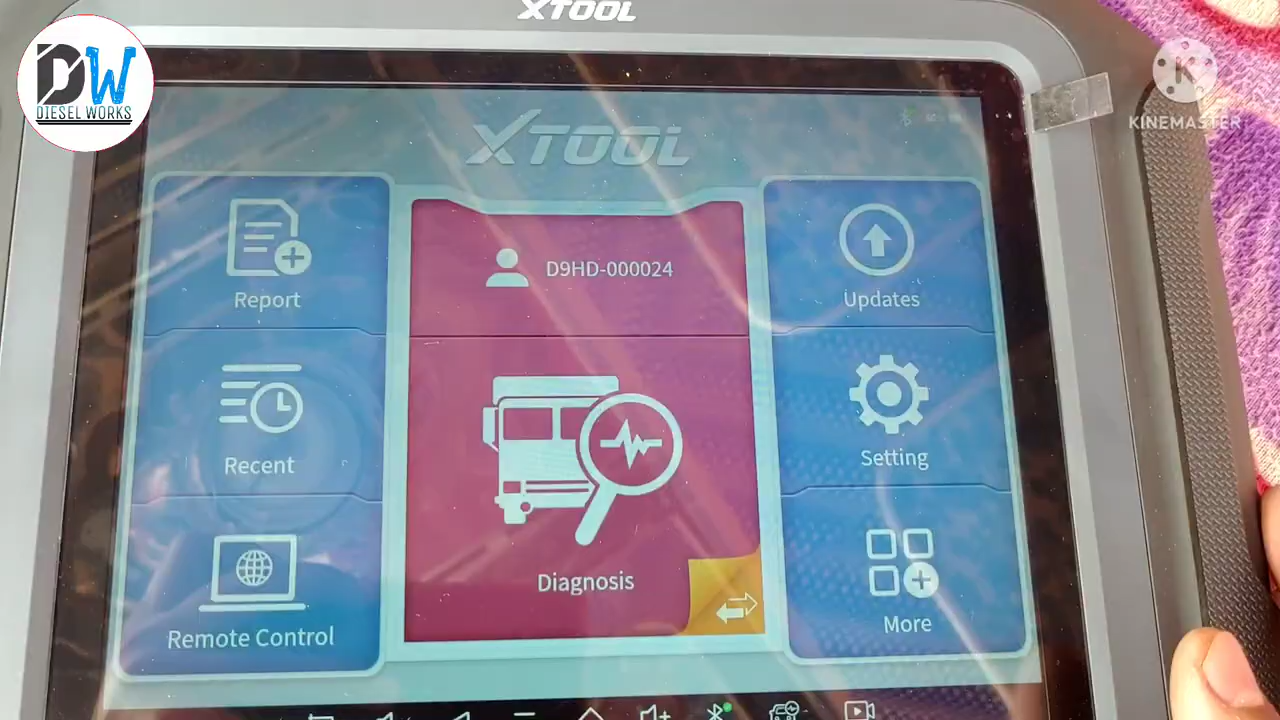 XTOOL
DW
DIESEL WORKS
K
KINEMASTER
XTOOL
Report
D9HD-000024
Updates
Recent
Setting
Diagnosis
Remote Control
More